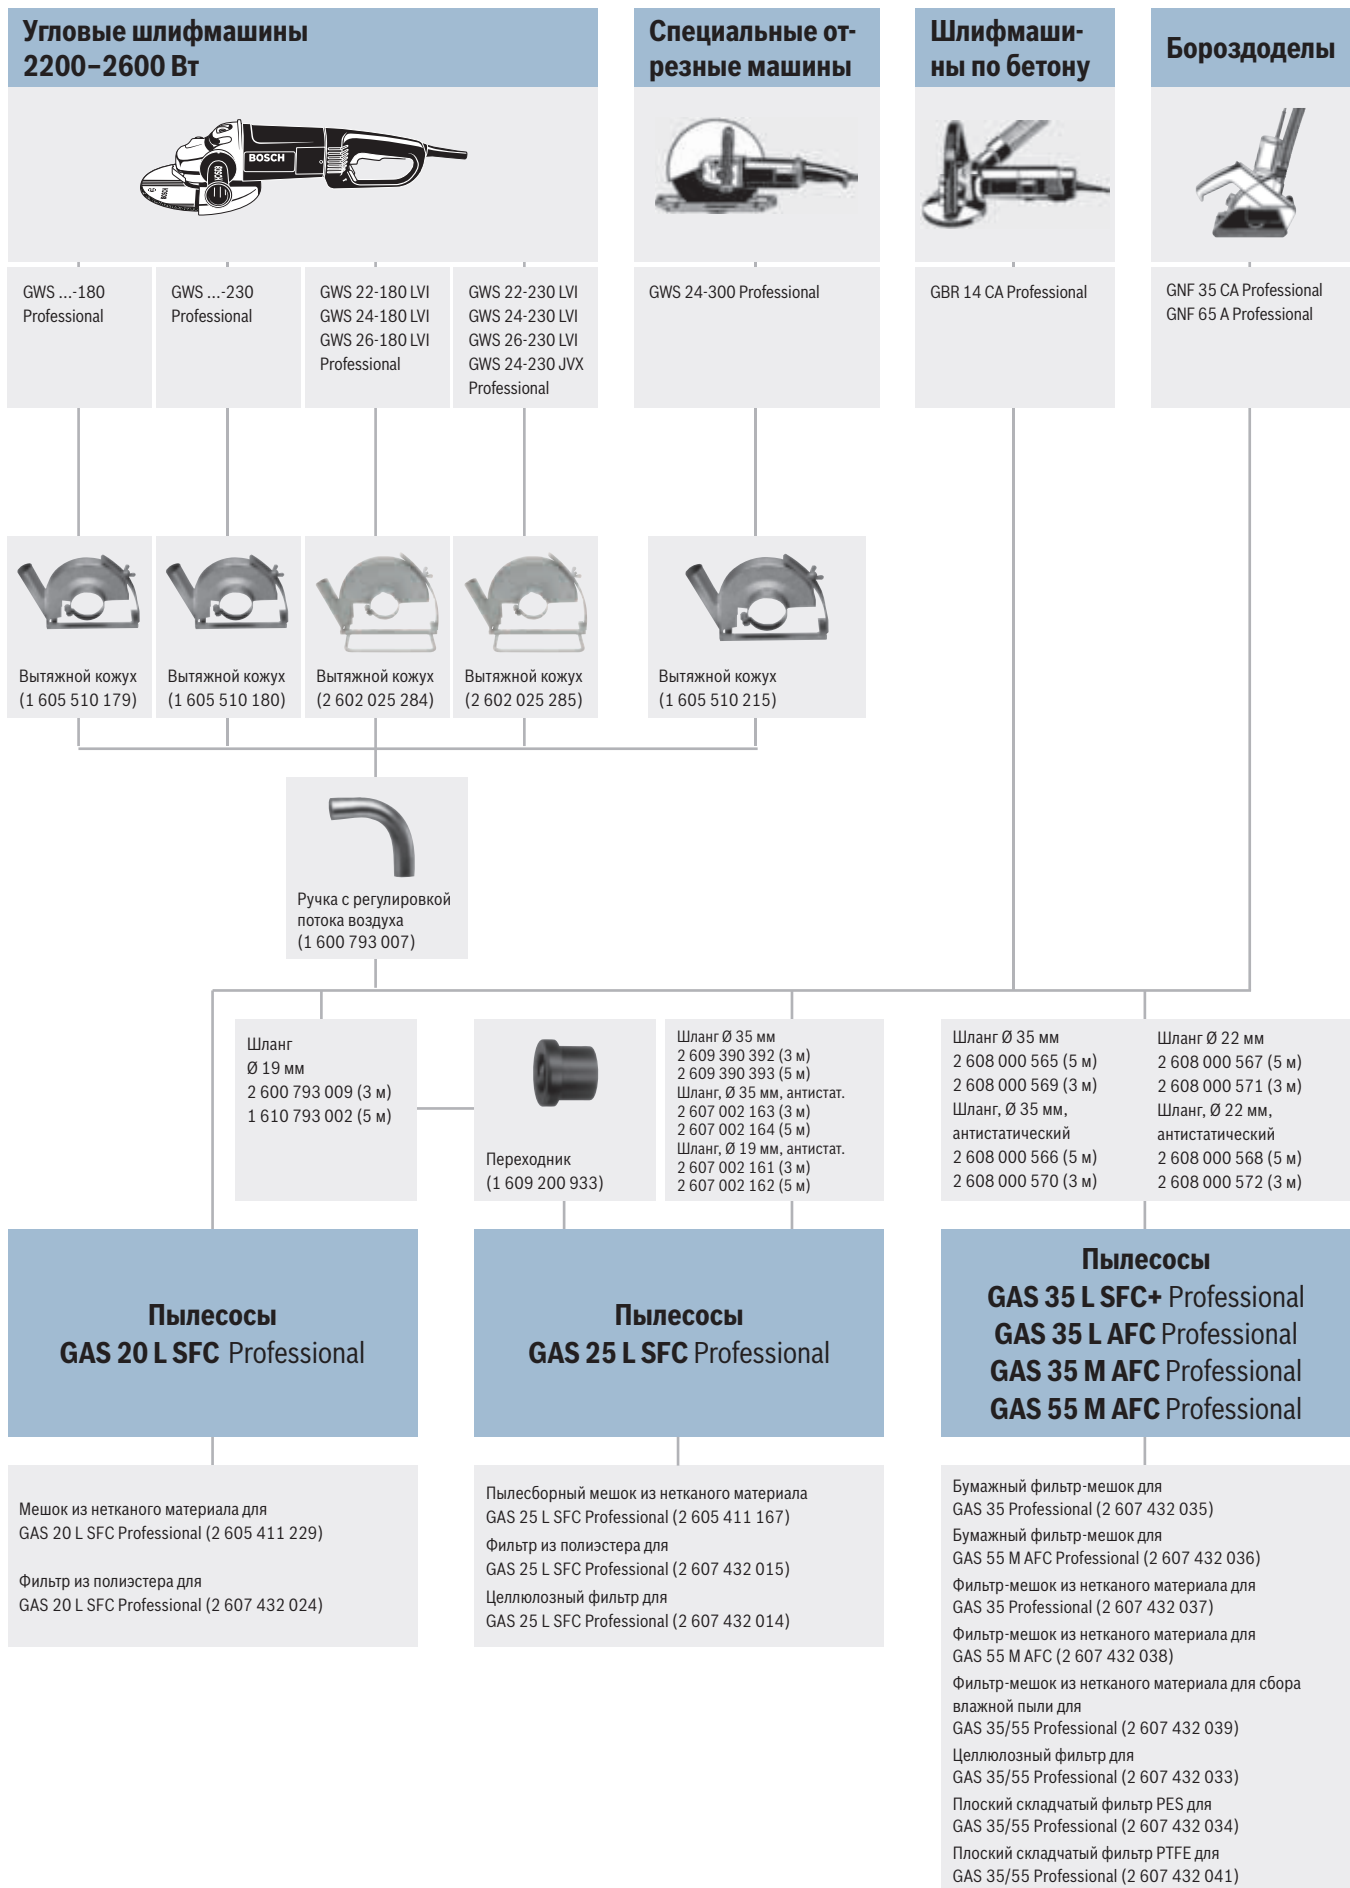 Угловые шлифмашины
2200–2600 Вт
Специальные от-
резные машины
Шлифмаши-
ны по бетону
Бороздоделы
BOSCH
BOSCH
BOSCH
GWS ...-180
Professional
GWS ...-230
Professional
GWS 22-180 LVI
GWS 24-180 LVI
GWS 26-180 LVI
Professional
GWS 22-230 LVI
GWS 24-230 LVI
GWS 26-230 LVI
GWS 24-230 JVX
Professional
GWS 24-300 Professional
GBR 14 CA Professional
GNF 35 CA Professional
GNF 65 A Professional
Вытяжной кожух
(1 605 510 179)
Вытяжной кожух
(1 605 510 180)
Вытяжной кожух
(2 602 025 284)
Вытяжной кожух
(2 602 025 285)
Вытяжной кожух
(1 605 510 215)
Ручка с регулировкой
потока воздуха
(1 600 793 007)
Шланг
Ø 19 мм
2 600 793 009 (3 м)
1 610 793 002 (5 м)
Переходник
(1 609 200 933)
Шланг Ø 35 мм
2 609 390 392 (3 м)
2 609 390 393 (5 м)
Шланг, Ø 35 мм, антистат.
2 607 002 163 (3 м)
2 607 002 164 (5 м)
Шланг, Ø 19 мм, антистат.
2 607 002 161 (3 м)
2 607 002 162 (5 м)
Шланг Ø 35 мм
2 608 000 565 (5 м)
2 608 000 569 (3 м)
Шланг, Ø 35 мм,
антистатический
2 608 000 566 (5 м)
2 608 000 570 (3 м)
Шланг Ø 22 мм
2 608 000 567 (5 м)
2 608 000 571 (3 м)
Шланг, Ø 22 мм,
антистатический
2 608 000 568 (5 м)
2 608 000 572 (3 м)
Пылесосы
GAS 20 L SFC Professional
Пылесосы
GAS 25 L SFC Professional
Пылесосы
GAS 35 L SFC+ Professional
GAS 35 L AFC Professional
GAS 35 M AFC Professional
GAS 55 M AFC Professional
Мешок из нетканого материала для
GAS 20 L SFC Professional (2 605 411 229)
Фильтр из полиэстера для
GAS 20 L SFC Professional (2 607 432 024)
Пылесборный мешок из нетканого материала
GAS 25 L SFC Professional (2 605 411 167)
Фильтр из полиэстера для
GAS 25 L SFC Professional (2 607 432 015)
Целлюлозный фильтр для
GAS 25 L SFC Professional (2 607 432 014)
Бумажный фильтр-мешок для
GAS 35 Professional (2 607 432 035)
Бумажный фильтр-мешок для
GAS 55 M AFC Professional (2 607 432 036)
Фильтр-мешок из нетканого материала для
GAS 35 Professional (2 607 432 037)
Фильтр-мешок из нетканого материала для
GAS 55 M AFC (2 607 432 038)
Фильтр-мешок из нетканого материала для сбора
влажной пыли для
GAS 35/55 Professional (2 607 432 039)
Целлюлозный фильтр для
GAS 35/55 Professional (2 607 432 033)
Плоский складчатый фильтр PES для
GAS 35/55 Professional (2 607 432 034)
Плоский складчатый фильтр PTFE для
GAS 35/55 Professional (2 607 432 041)